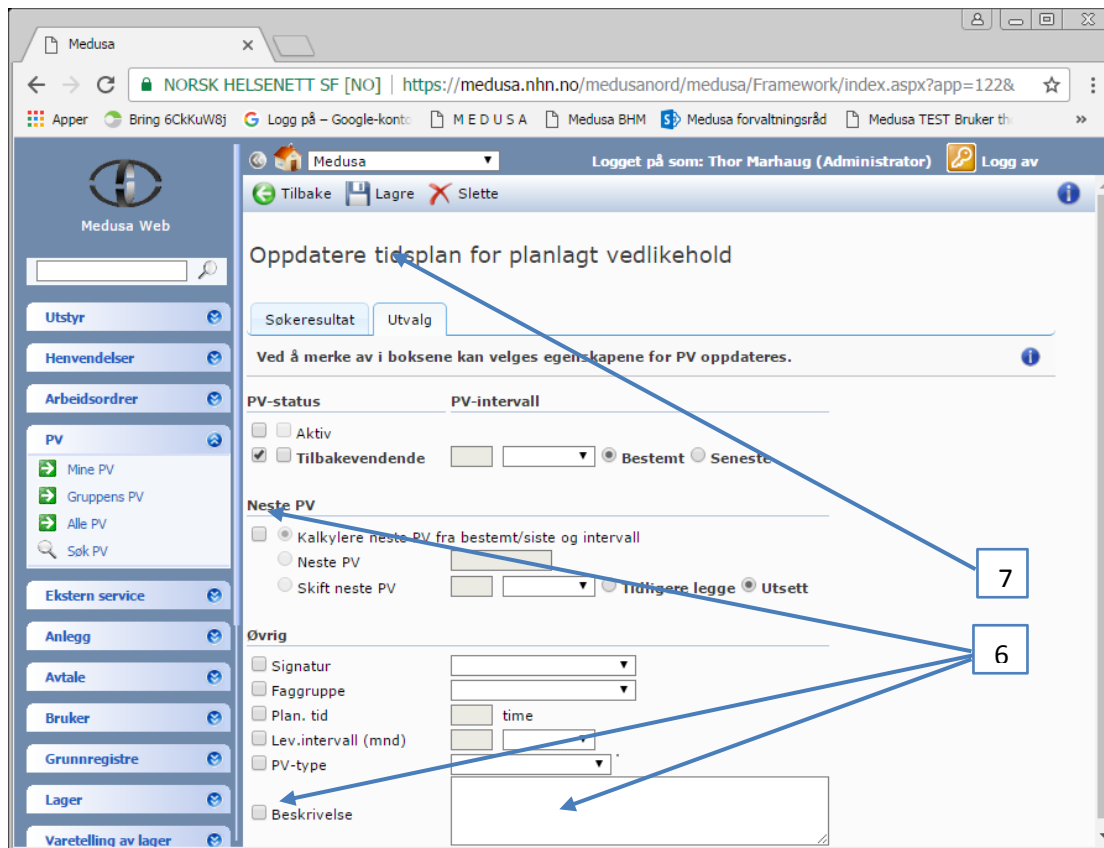 Medusa
NORSK HELSENETT SF [NO] | https://medusa.nhn.no/medusanord/medusa/Framework/index.aspx?app=122&
Apper Bring 6CkKuW8j Logg på – Google-konto M E D U S A Medusa BHM Medusa forvaltningsråd Medusa TEST Bruker th »
Medusa Logget på som: Thor Marhaug (Administrator) Logg av
Tilbake Lagre Slette
Medusa Web
Oppdatere tidsplan for planlagt vedlikehold
Søkeresultat Utvalg
Ved å merke av i boksene kan velges egenskapene for PV oppdateres.
Utstyr
Henvendelser
Arbeidsordrer
PV
Mine PV
Gruppens PV
Alle PV
Søk PV
Ekstern service
Anlegg
Avtale
Bruker
Grunnregistre
Lager
Varetelling av lager
PV-status PV-intervall
Aktiv
Tilbakevendende Bestemt Seneste
Neste PV
Kalkylere neste PV fra bestemt/siste og intervall
Neste PV
Skift neste PV Tidligere legge Utsett
7
6
Øvrig
Signatur
Faggruppe
Plan. tid time
Lev.intervall (mnd)
PV-type *
Beskrivelse